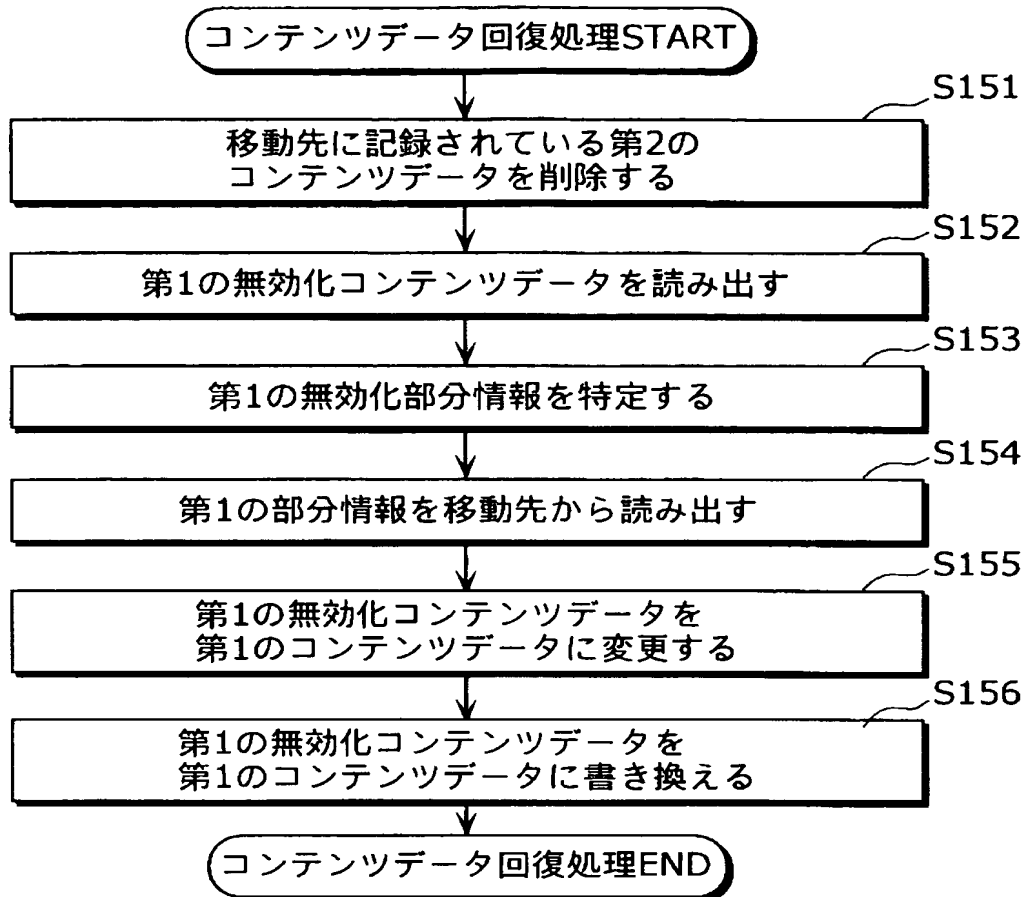 コンテンツデータ回復処理START
S151
移動先に記録されている第2の
コンテンツデータを削除する
S152
第1の無効化コンテンツデータを読み出す
S153
第1の無効化部分情報を特定する
S154
第1の部分情報を移動先から読み出す
S155
第1の無効化コンテンツデータを
第1のコンテンツデータに変更する
S156
第1の無効化コンテンツデータを
第1のコンテンツデータに書き換える
コンテンツデータ回復処理END